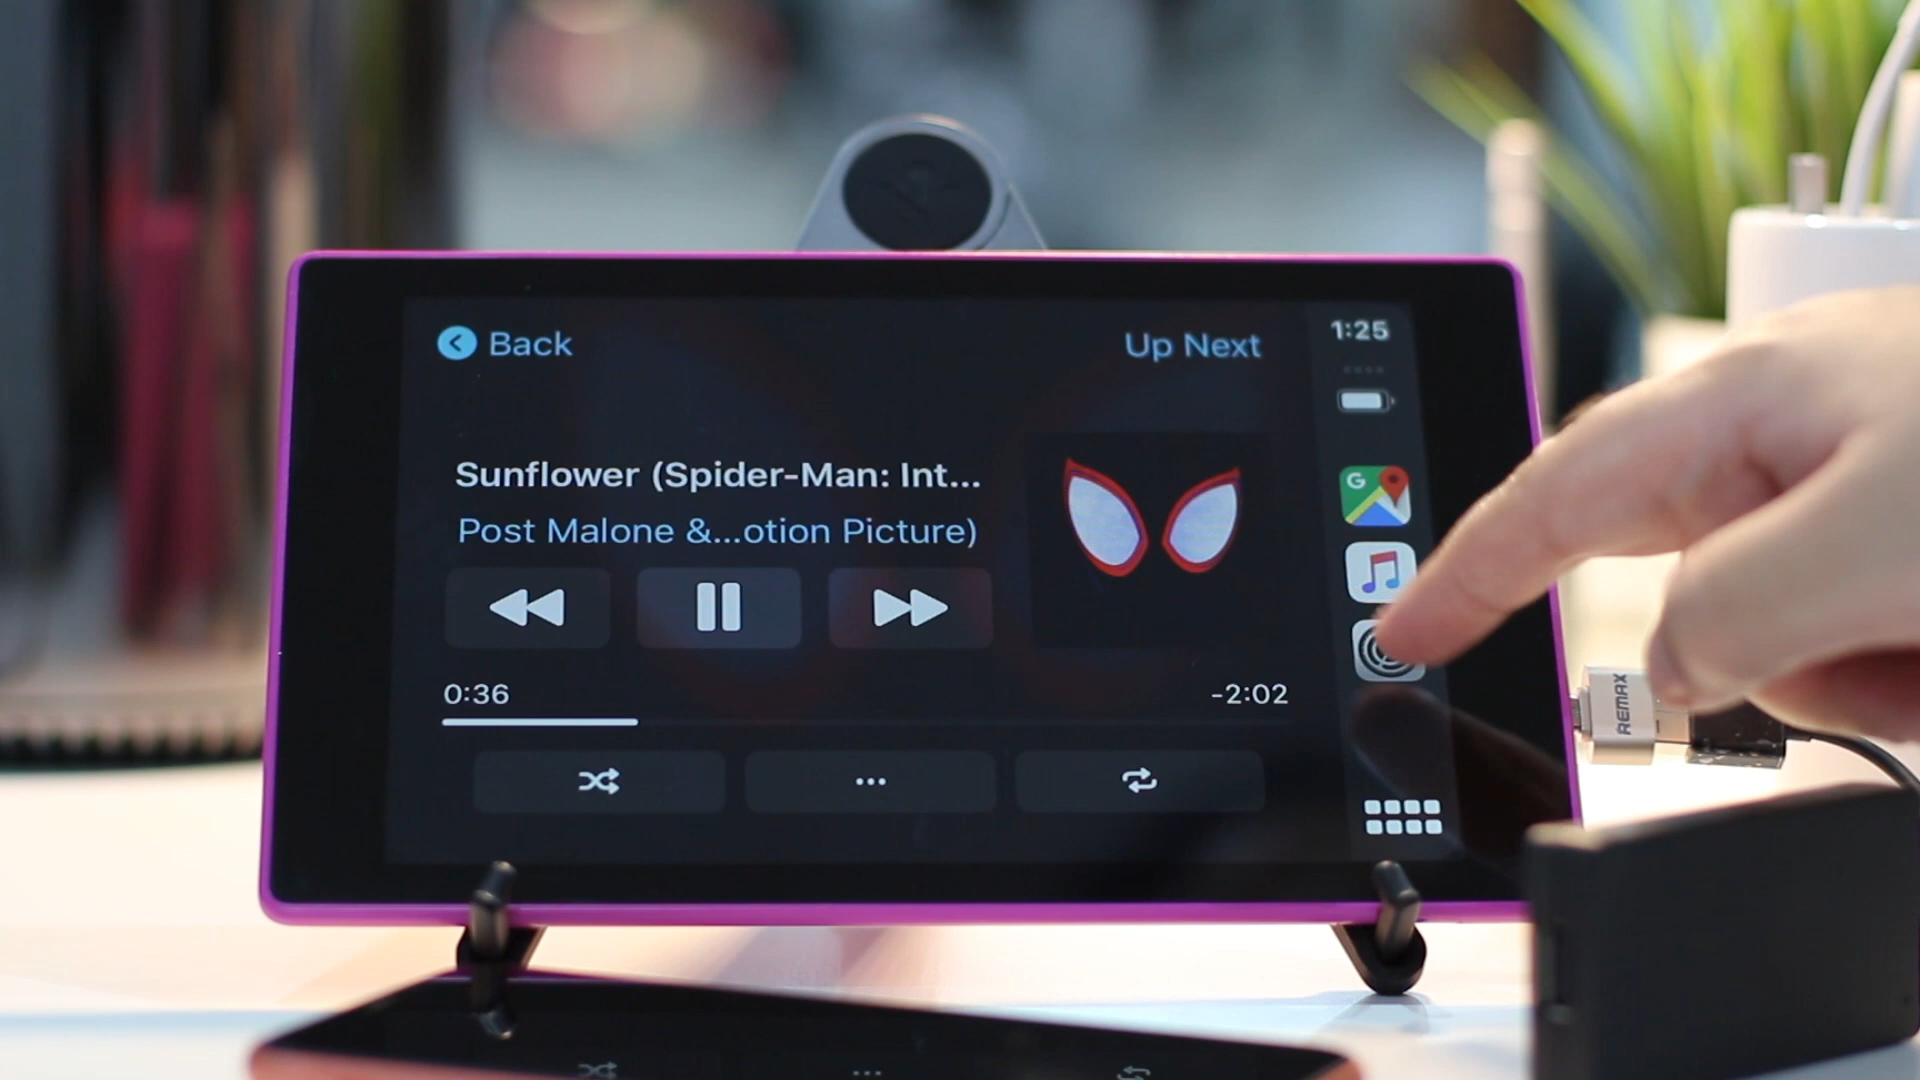 Back
Up Next
1:25
Sunflower (Spider-Man: Int...
Post Malone &...otion Picture)
0:36
-2:02
G
REMAX